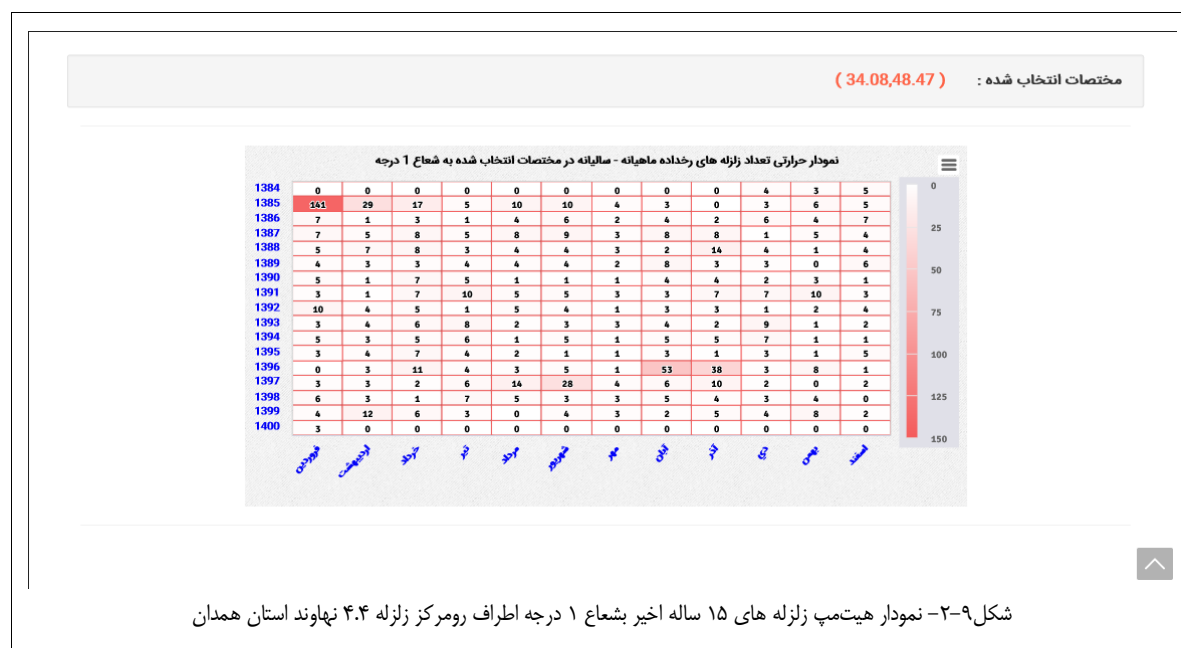 مختصات انتخاب شده : ( 34.08,48.47 )
نمودار حرارتی تعداد زلزله های رخداده ماهیانه - سالیانه در مختصات انتخاب شده به شعاع 1 درجه
1384 0 0 0 0 0 0 0 0 0 4 3 5
1385 141 29 17 5 10 10 4 3 0 3 6 5
1386 7 1 3 1 4 6 2 4 2 6 4 7
1387 7 5 8 5 8 9 3 8 8 1 5 4
1388 5 7 8 3 4 4 3 2 14 4 1 4
1389 4 3 3 4 4 4 2 8 3 3 0 6
1390 5 1 7 5 1 1 1 4 4 2 3 1
1391 3 1 7 10 5 5 3 3 7 7 10 3
1392 10 4 5 1 5 4 1 3 3 1 2 4
1393 3 4 6 8 2 3 3 4 2 9 1 2
1394 5 3 5 6 1 5 1 5 5 7 1 1
1395 3 4 7 4 2 1 1 3 1 3 1 5
1396 0 3 11 4 3 5 1 53 38 3 8 1
1397 3 3 2 6 14 28 4 6 10 2 0 2
1398 6 3 1 7 5 3 3 5 4 3 4 0
1399 4 12 6 3 0 4 3 2 5 4 8 2
1400 3 0 0 0 0 0 0 0 0 0 0 0
فروردین اردیبهشت خرداد تیر مرداد شهریور مهر آبان آذر دي بهمن اسفند
0
25
50
75
100
125
150
شکل۹-۲- نمودار هیت‌مپ زلزله های ۱۵ ساله اخیر بشعاع ۱ درجه اطراف رومرکز زلزله ۴.۴ نهاوند استان همدان